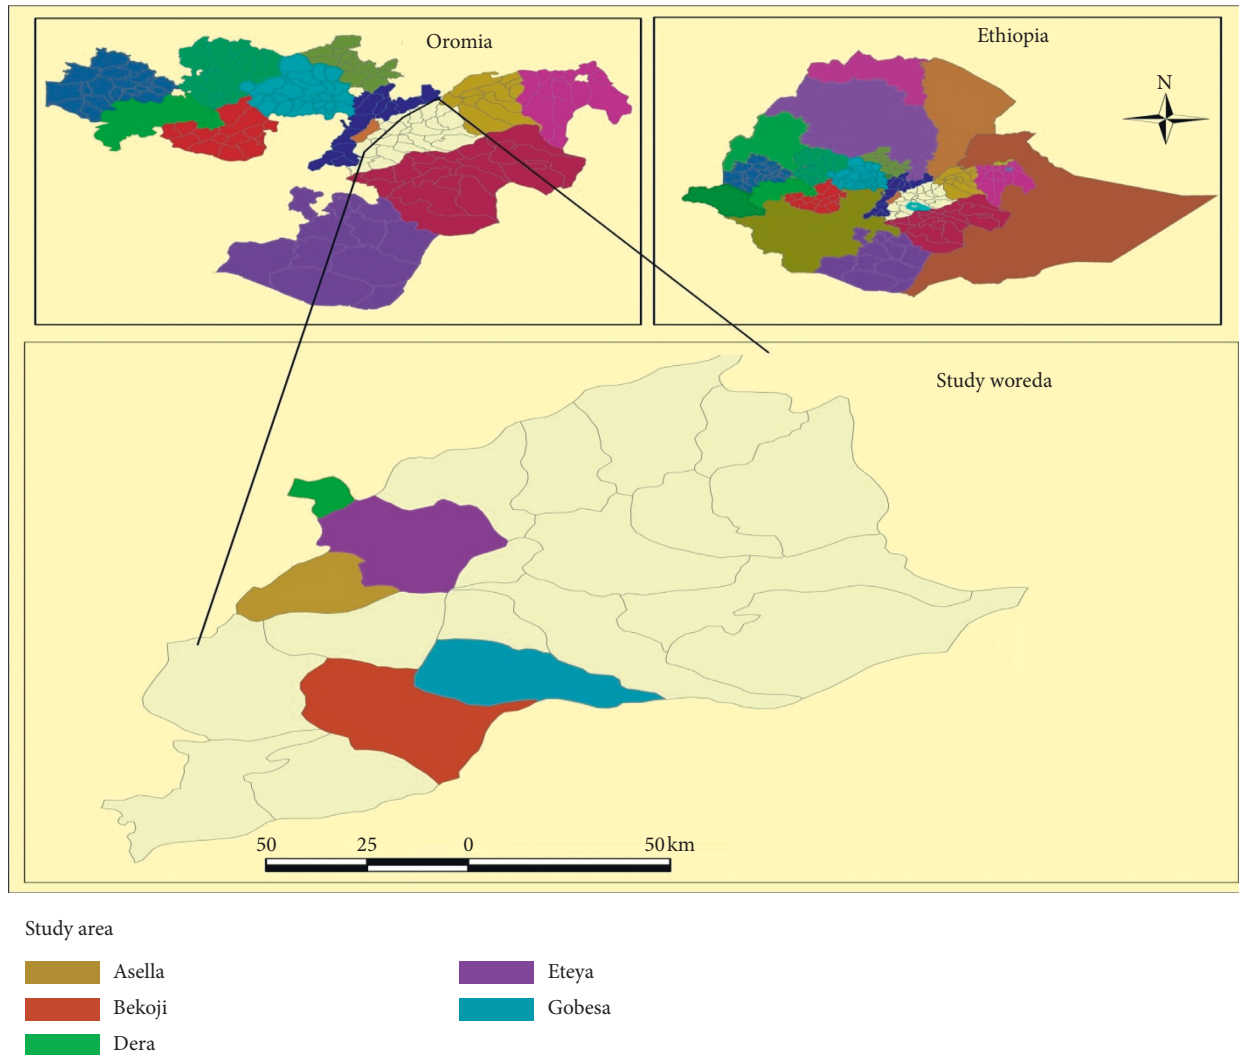 Oromia
Ethiopia
N
Study woreda
50 25 0 50 km
Study area
Asella
Bekoji
Dera
Eteya
Gobesa